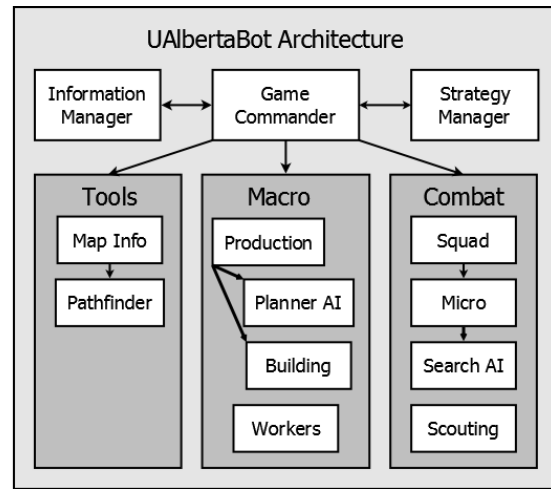 UAlbertaBot Architecture
Information
Manager
Game
Commander
Strategy
Manager
Tools
Map Info
Pathfinder
Macro
Production
Planner AI
Building
Workers
Combat
Squad
Micro
Search AI
Scouting